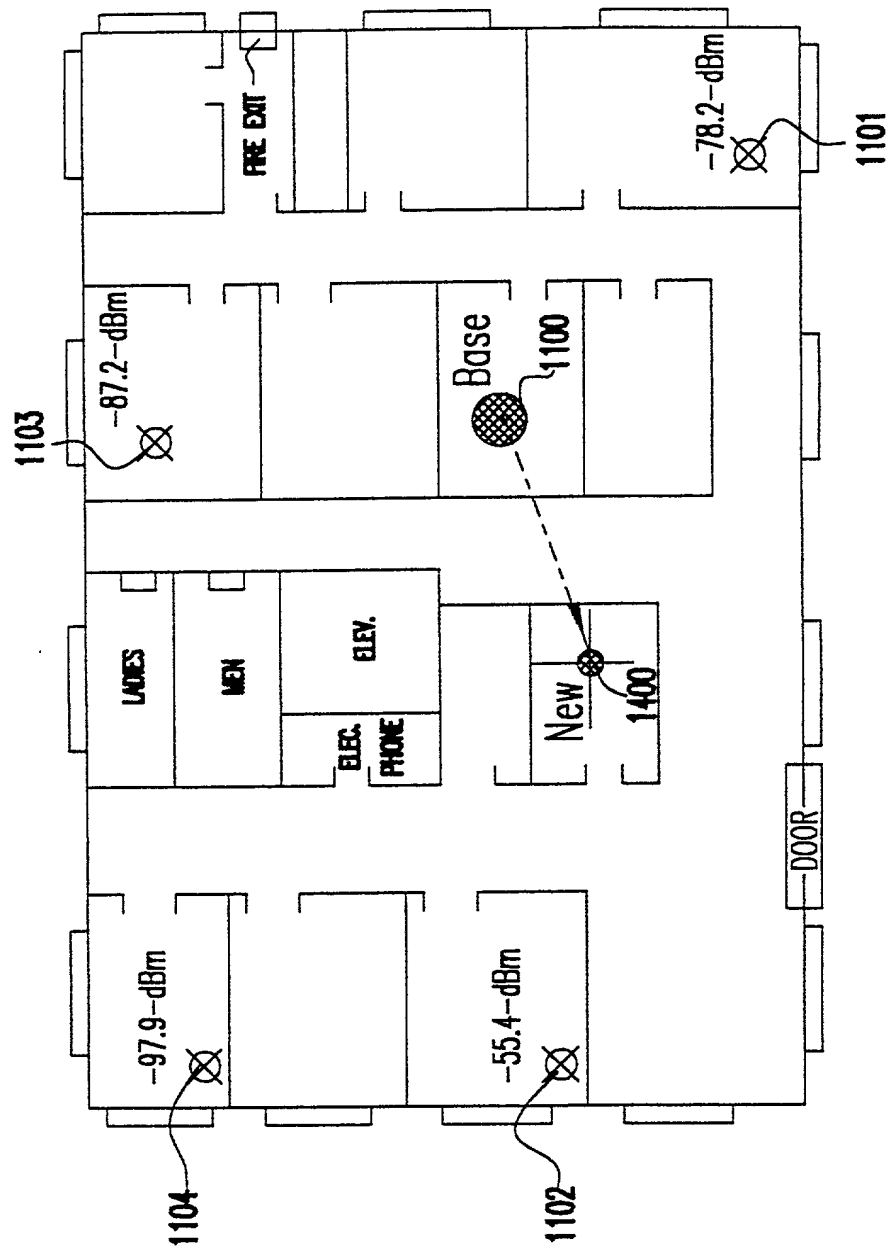 1103
-87.2-dBm
LADIES
-97.9-dBm
1104
MEN
FIRE EXIT
ELEC.
PHONE
ELEV.
Base
1100
-55.4-dBm
1102
New
1400
-78.2-dBm
DOOR
1101